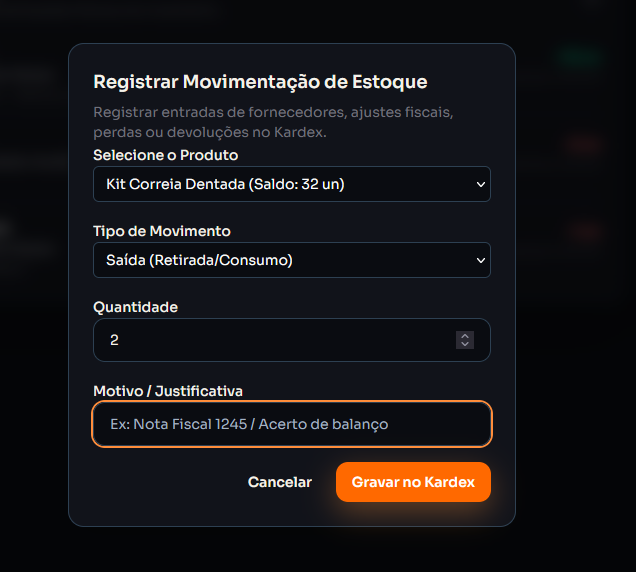 Registrar Movimentação de Estoque
Registrar entradas de fornecedores, ajustes fiscais,
perdas ou devoluções no Kardex.
Selecione o Produto
Kit Correia Dentada (Saldo: 32 un)
Tipo de Movimento
Saída (Retirada/Consumo)
Quantidade
2
Motivo / Justificativa
Ex: Nota Fiscal 1245 / Acerto de balanço
Cancelar
Gravar no Kardex